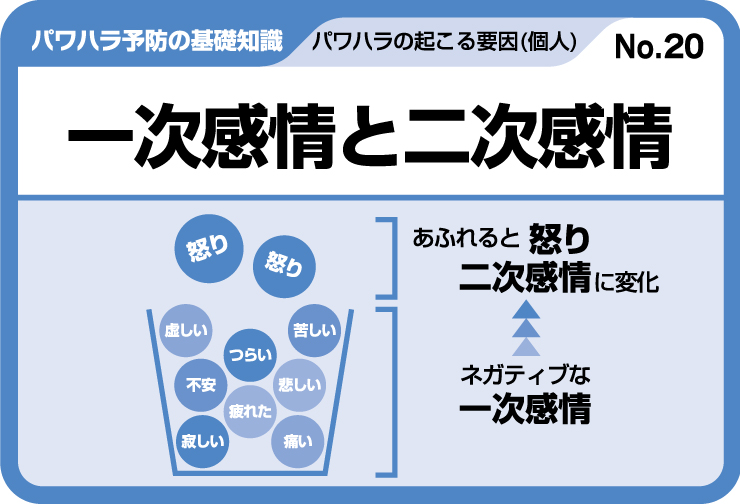 パワハラ予防の基礎知識
パワハラの起こる要因(個人)
No.20
一次感情と二次感情
怒り
怒り
あふれると 怒り
二次感情に変化
虚しい
苦しい
つらい
不安
悲しい
疲れた
寂しい
痛い
ネガティブな
一次感情